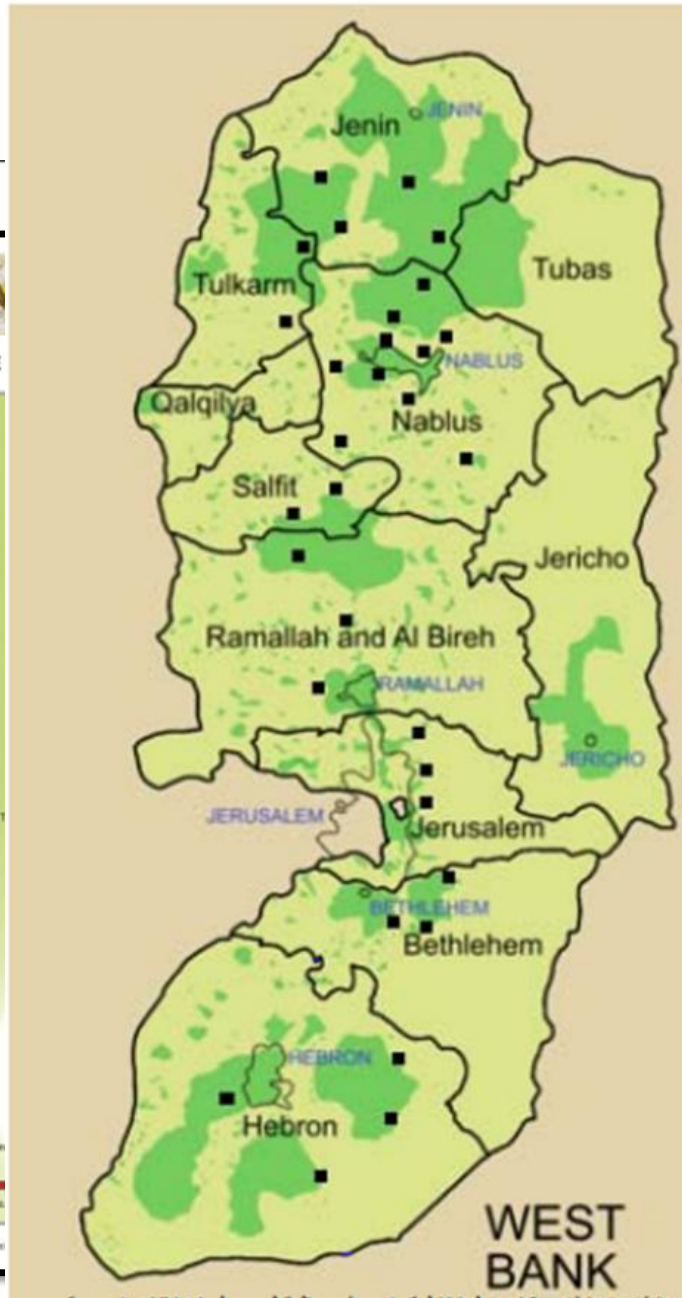 JENIN
Jenin
Tubas
Tulkarm
NABLUS
Qalqilya
Nablus
Salfit
Jericho
Ramallah and Al Bireh
RAMALLAH
JERICHO
JERUSALEM
Jerusalem
BETHLEHEM
Bethlehem
HEBRON
Hebron
WEST
BANK